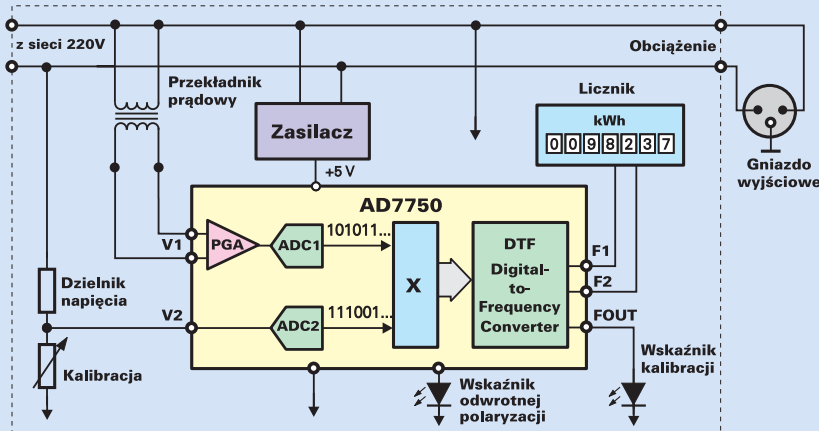 z sieci 220V
Obciążenie
Przekładnik
prądowy
Licznik
kWh
0098237
Zasilacz
+5 V
Gniazdo
wyjściowe
AD7750
V1
PGA
ADC1
101011...
X
DTF
Digital-
to-
Frequency
Converter
F1
F2
FOUT
Dzielnik
napięcia
V2
ADC2
111001...
Kalibracja
Wskaźnik
odwrotnej
polaryzacji
Wskaźnik
kalibracji